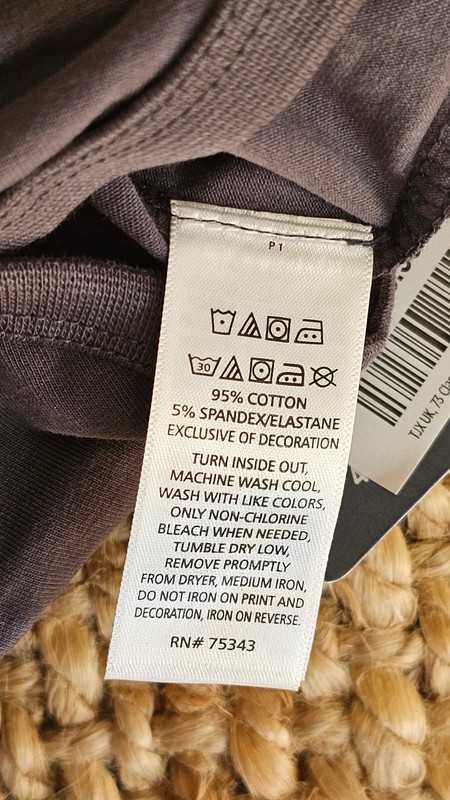 P1
30
95% COTTON
5% SPANDEX/ELASTANE
EXCLUSIVE OF DECORATION
TURN INSIDE OUT,
MACHINE WASH COOL,
WASH WITH LIKE COLORS,
ONLY NON-CHLORINE
BLEACH WHEN NEEDED,
TUMBLE DRY LOW,
REMOVE PROMPTLY
FROM DRYER, MEDIUM IRON,
DO NOT IRON ON PRINT AND
DECORATION, IRON ON REVERSE.
RN# 75343
TJX UK, 73